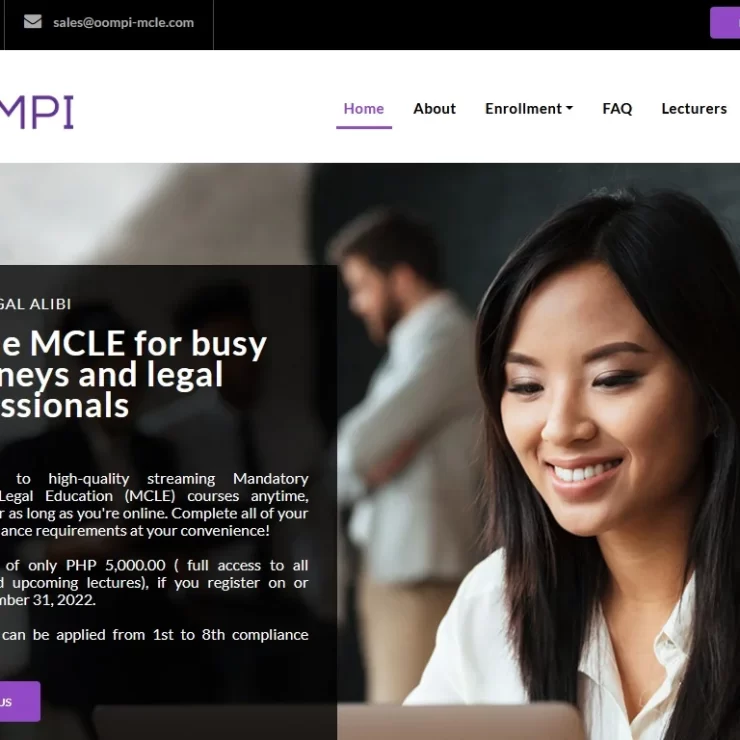 sales@oompi-mcle.com
MPI
Home About Enrollment FAQ Lecturers
GAL ALIBI
e MCLE for busy
neys and legal
ssionals
to high-quality streaming Mandatory
Legal Education (MCLE) courses anytime,
r as long as you're online. Complete all of your
ance requirements at your convenience!
of only PHP 5,000.00 ( full access to all
d upcoming lectures), if you register on or
mber 31, 2022.
can be applied from 1st to 8th compliance
US